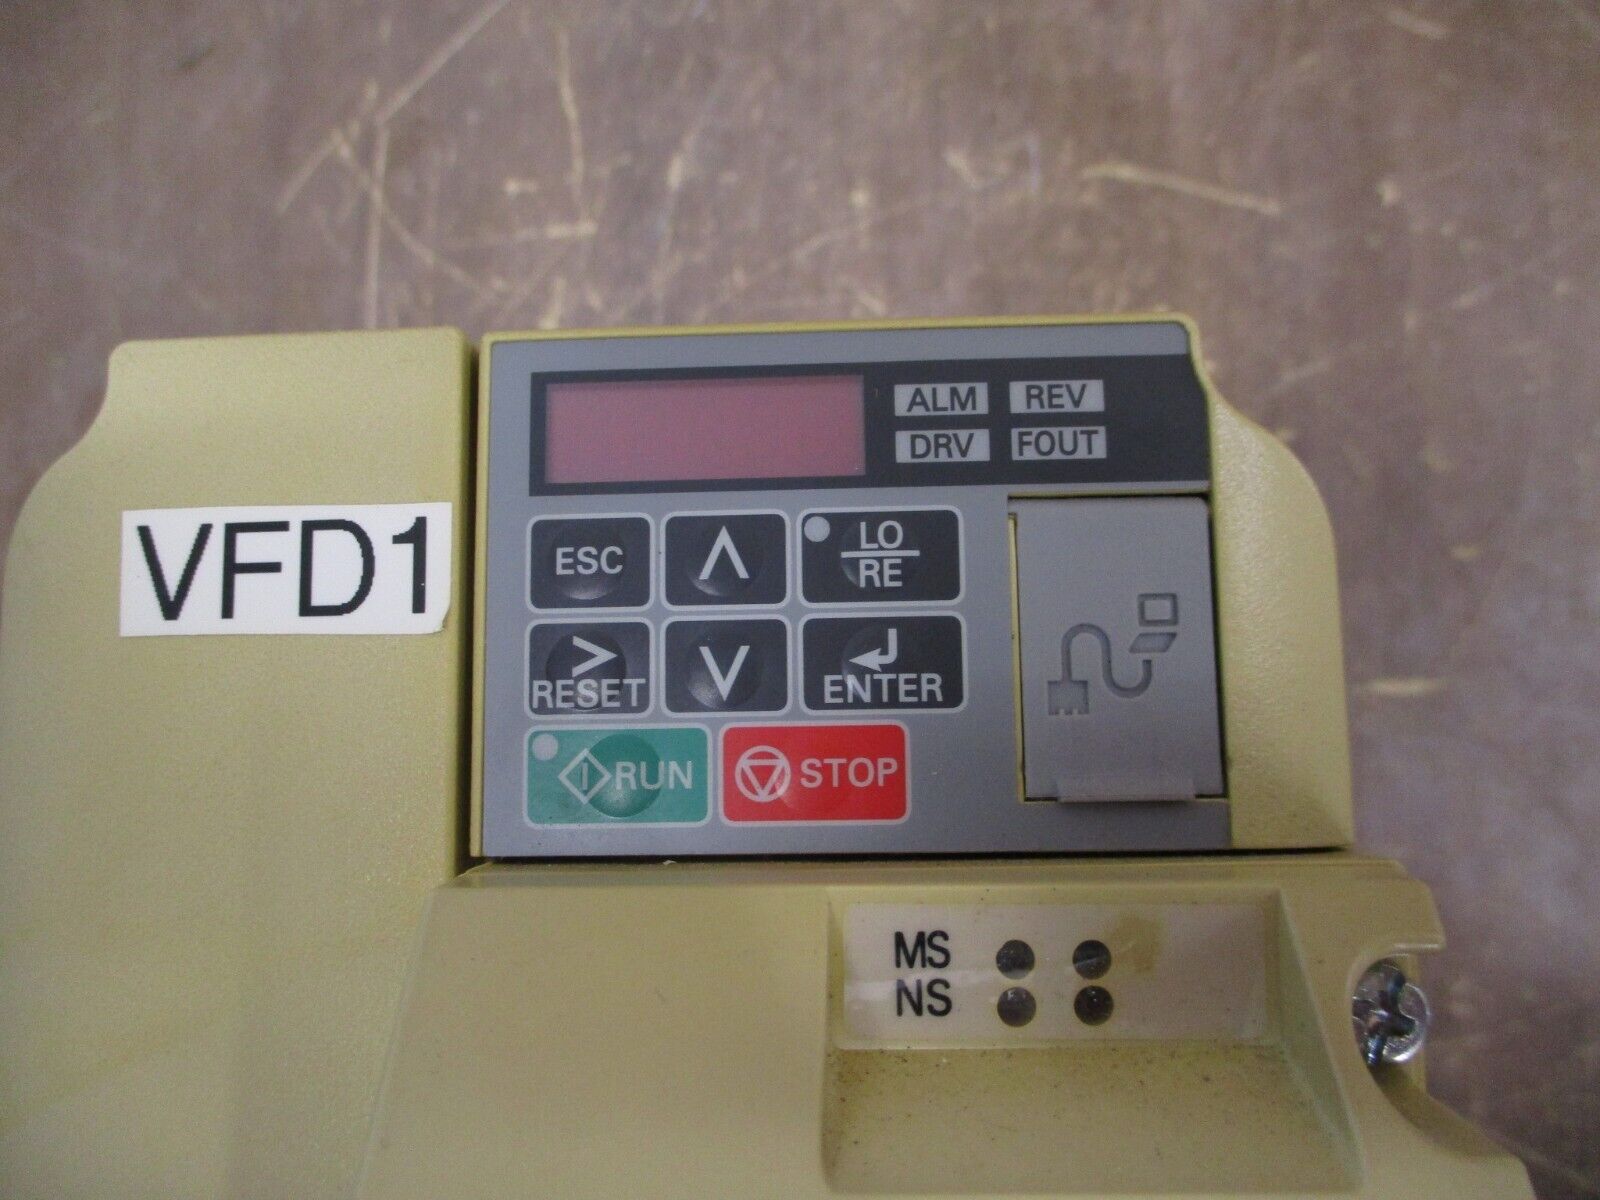 VFD1
ALM REV
DRV FOUT
ESC
LO
RE
RESET
ENTER
RUN
STOP
MS
NS